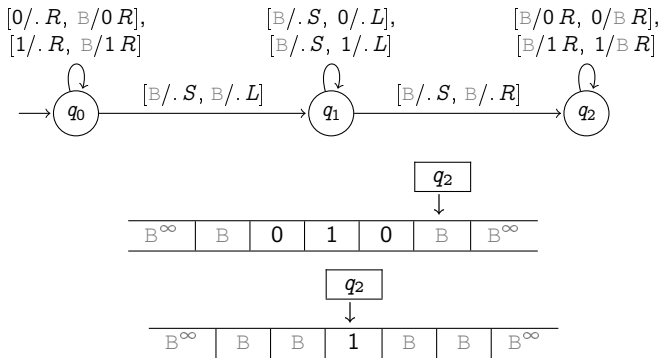 [0/. R, B/0 R], [B/. S, 0/. L], [B/0 R, 0/B R],
[1/. R, B/1 R] [B/. S, 1/. L] [B/1 R, 1/B R]
[B/. S, B/. L] [B/. S, B/. R]
q₀ q₁ q₂
q₂
B^∞ B 0 1 0 B B^∞
q₂
B^∞ B B 1 B B B^∞